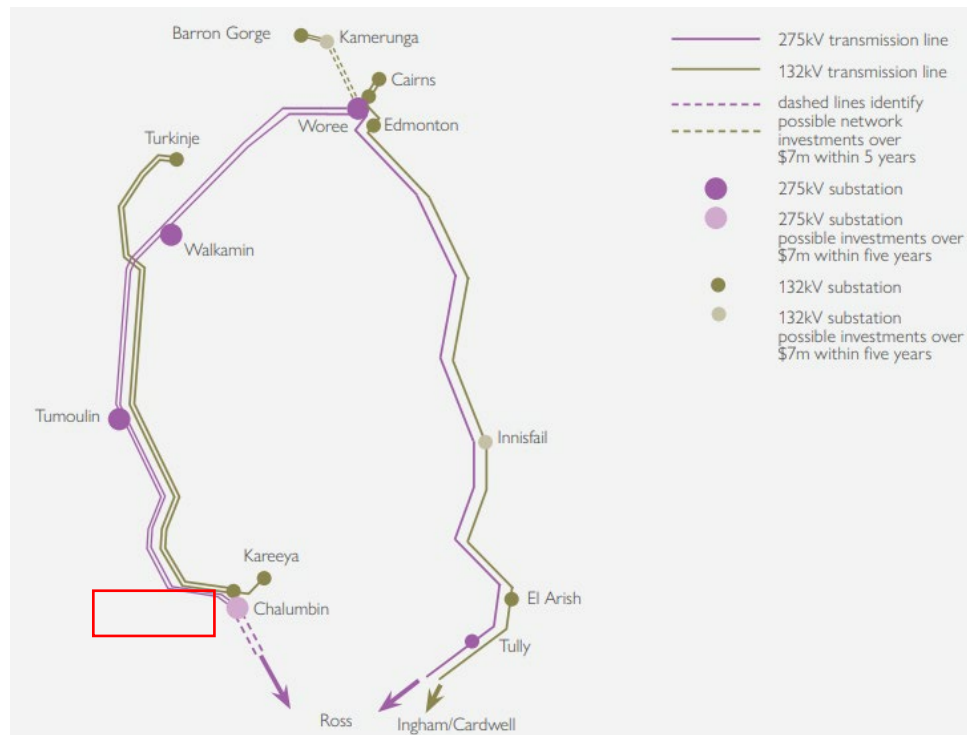 Barron Gorge
Kamerunga
Cairns
Woree
Edmonton
Turkinje
Walkamin
Tumoulin
Innisfail
Kareeya
Chalumbin
El Arish
Tully
Ross
Ingham/Cardwell
275kV transmission line
132kV transmission line
dashed lines identify
possible network
investments over
$7m within 5 years
275kV substation
275kV substation
possible investments over
$7m within five years
132kV substation
132kV substation
possible investments over
$7m within five years